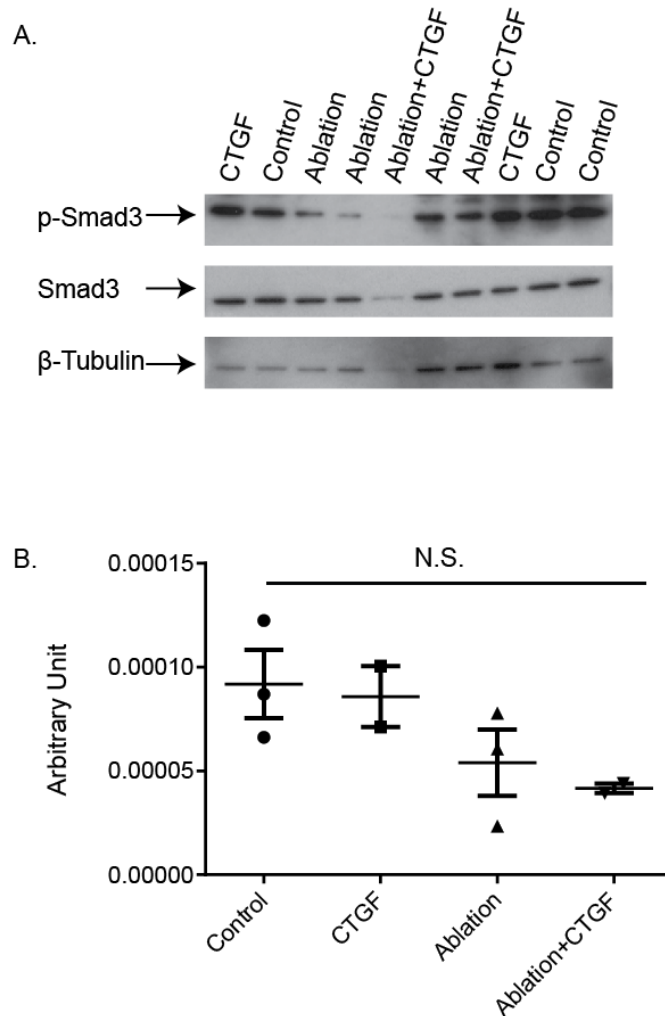 A.
CTGF
Control
Ablation
Ablation
Ablation+CTGF
Ablation
Ablation+CTGF
CTGF
Control
Control
p-Smad3
Smad3
β-Tubulin
B.
N.S.
0.00015
0.00010
0.00005
0.00000
Arbitrary Unit
Control
CTGF
Ablation
Ablation+CTGF